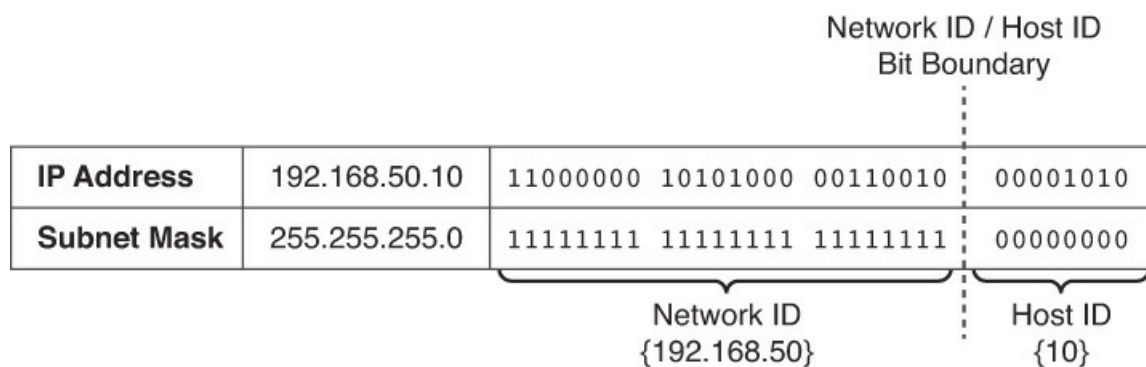 Network ID / Host ID
Bit Boundary
IP Address 192.168.50.10 11000000 10101000 00110010 00001010
Subnet Mask 255.255.255.0 11111111 11111111 11111111 00000000
Network ID Host ID
{192.168.50} {10}